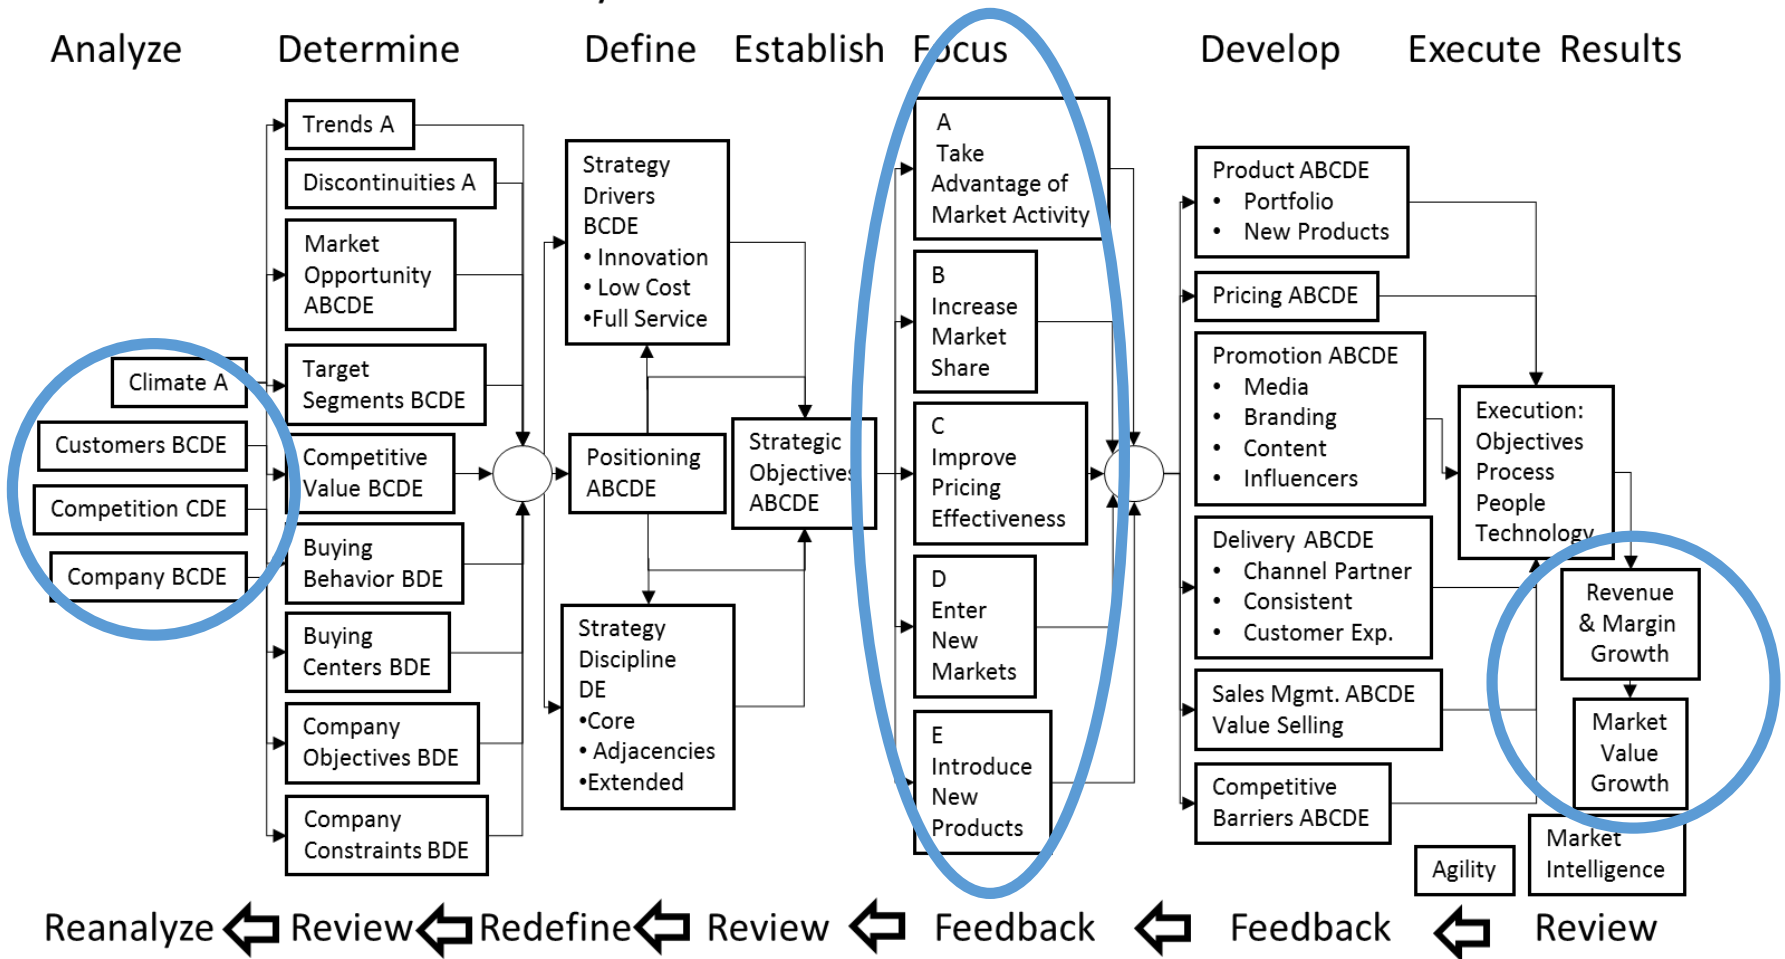 Analyze
Determine
Define
Establish
Focus
Develop
Execute
Results
Climate A
Customers BCDE
Competition CDE
Company BCDE
Trends A
Discontinuities A
Market
Opportunity
ABCDE
Target
Segments BCDE
Competitive
Value BCDE
Buying
Behavior BDE
Buying
Centers BDE
Company
Objectives BDE
Company
Constraints BDE
Strategy
Drivers
BCDE
• Innovation
• Low Cost
•Full Service
Positioning
ABCDE
Strategy
Discipline
DE
•Core
• Adjacencies
•Extended
Strategic
Objectives
ABCDE
A
Take
Advantage of
Market Activity
B
Increase
Market
Share
C
Improve
Pricing
Effectiveness
D
Enter
New
Markets
E
Introduce
New
Products
Product ABCDE
• Portfolio
• New Products
Pricing ABCDE
Promotion ABCDE
• Media
• Branding
• Content
• Influencers
Delivery ABCDE
• Channel Partner
• Consistent
• Customer Exp.
Sales Mgmt. ABCDE
Value Selling
Competitive
Barriers ABCDE
Execution:
Objectives
Process
People
Technology
Revenue
& Margin
Growth
Market
Value
Growth
Agility
Market
Intelligence
Reanalyze
Review
Redefine
Review
Feedback
Feedback
Review